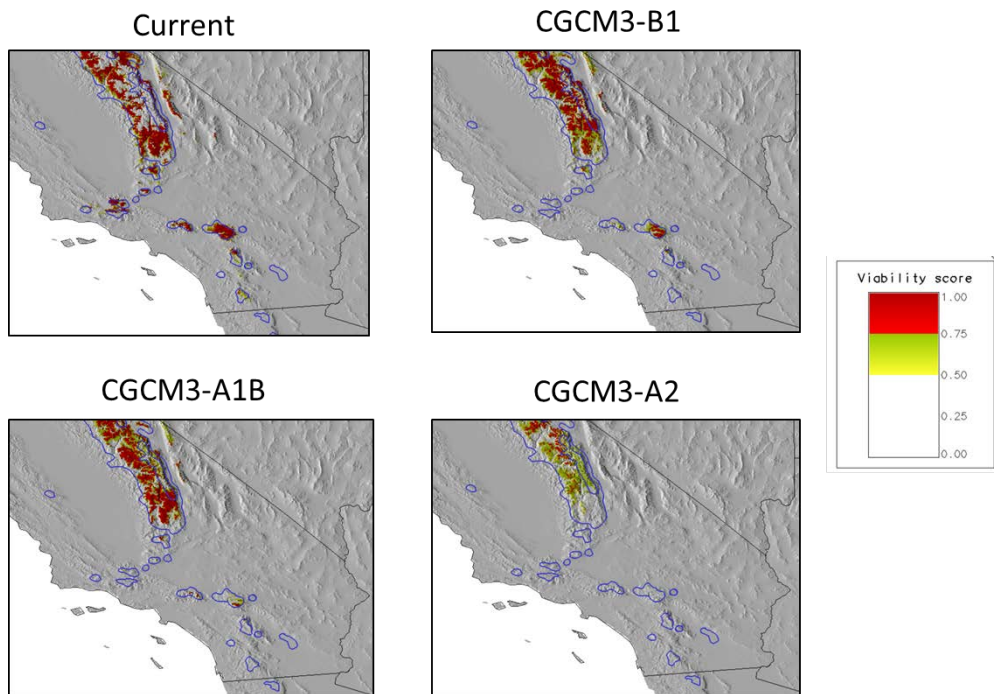 Current
CGCM3-B1
Viability score
1.00
0.75
0.50
0.25
0.00
CGCM3-A1B
CGCM3-A2